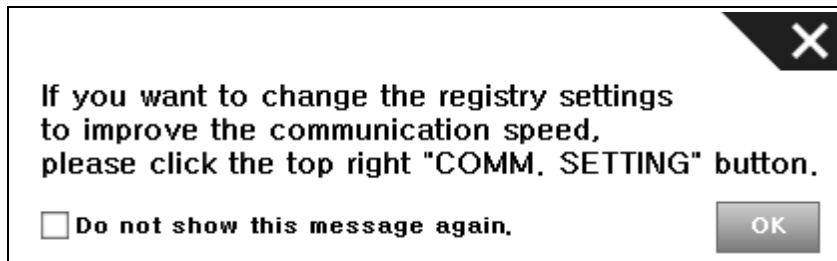 If you want to change the registry settings
to improve the communication speed,
please click the top right "COMM. SETTING" button.
Do not show this message again.
OK